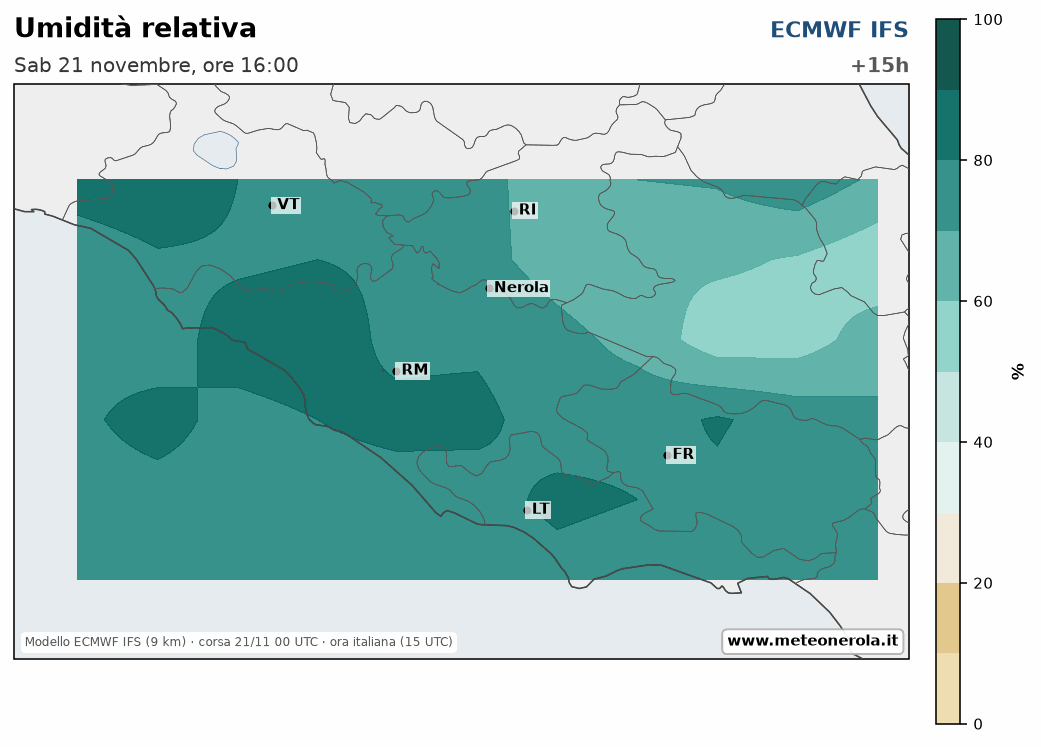 Umidità relativa
ECMWF IFS
Sab 21 novembre, ore 16:00
+15h
VT
RI
Nerola
RM
FR
LT
Modello ECMWF IFS (9 km) · corsa 21/11 00 UTC · ora italiana (15 UTC)
www.meteonerola.it
100
80
60
40
20
0
%